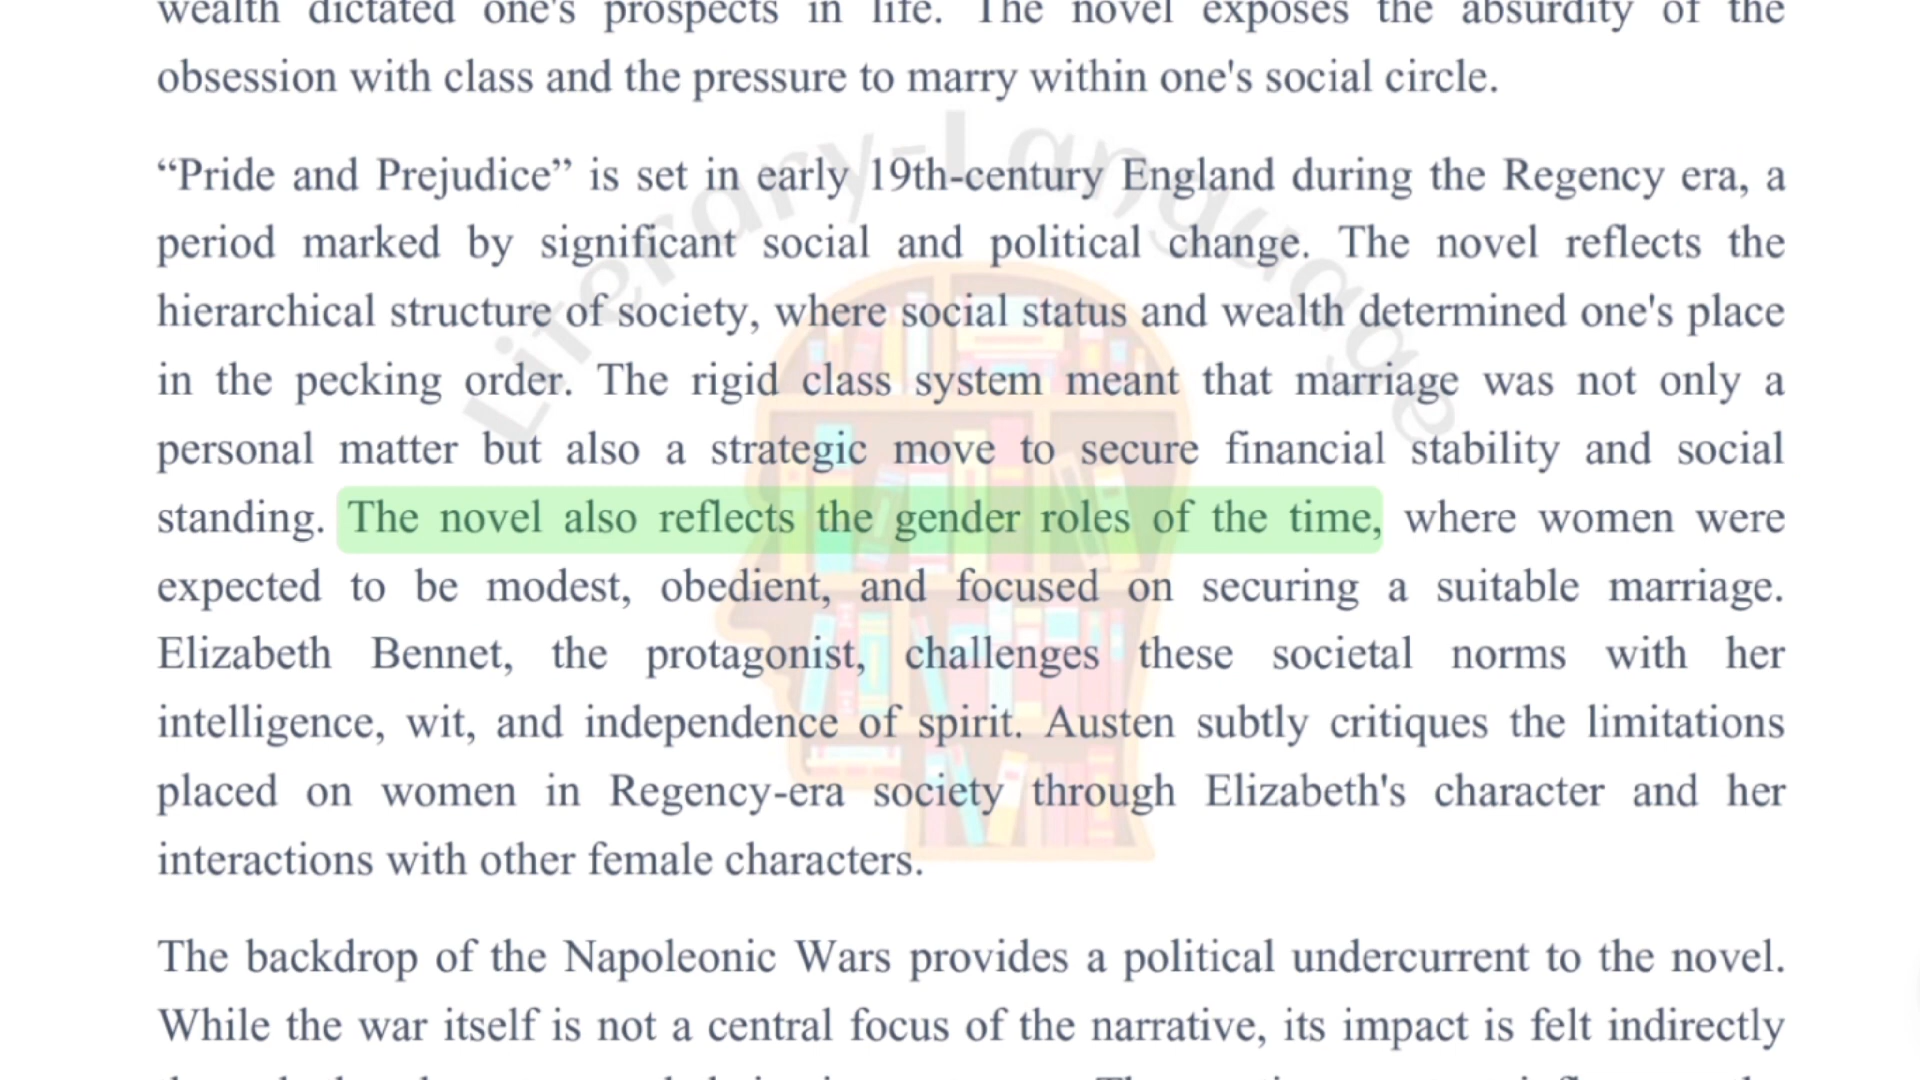 wealth dictated one's prospects in life. The novel exposes the absurdity of the
obsession with class and the pressure to marry within one's social circle.
“Pride and Prejudice” is set in early 19th-century England during the Regency era, a
period marked by significant social and political change. The novel reflects the
hierarchical structure of society, where social status and wealth determined one's place
in the pecking order. The rigid class system meant that marriage was not only a
personal matter but also a strategic move to secure financial stability and social
standing. The novel also reflects the gender roles of the time, where women were
expected to be modest, obedient, and focused on securing a suitable marriage.
Elizabeth Bennet, the protagonist, challenges these societal norms with her
intelligence, wit, and independence of spirit. Austen subtly critiques the limitations
placed on women in Regency-era society through Elizabeth's character and her
interactions with other female characters.
The backdrop of the Napoleonic Wars provides a political undercurrent to the novel.
While the war itself is not a central focus of the narrative, its impact is felt indirectly
Literary-Language